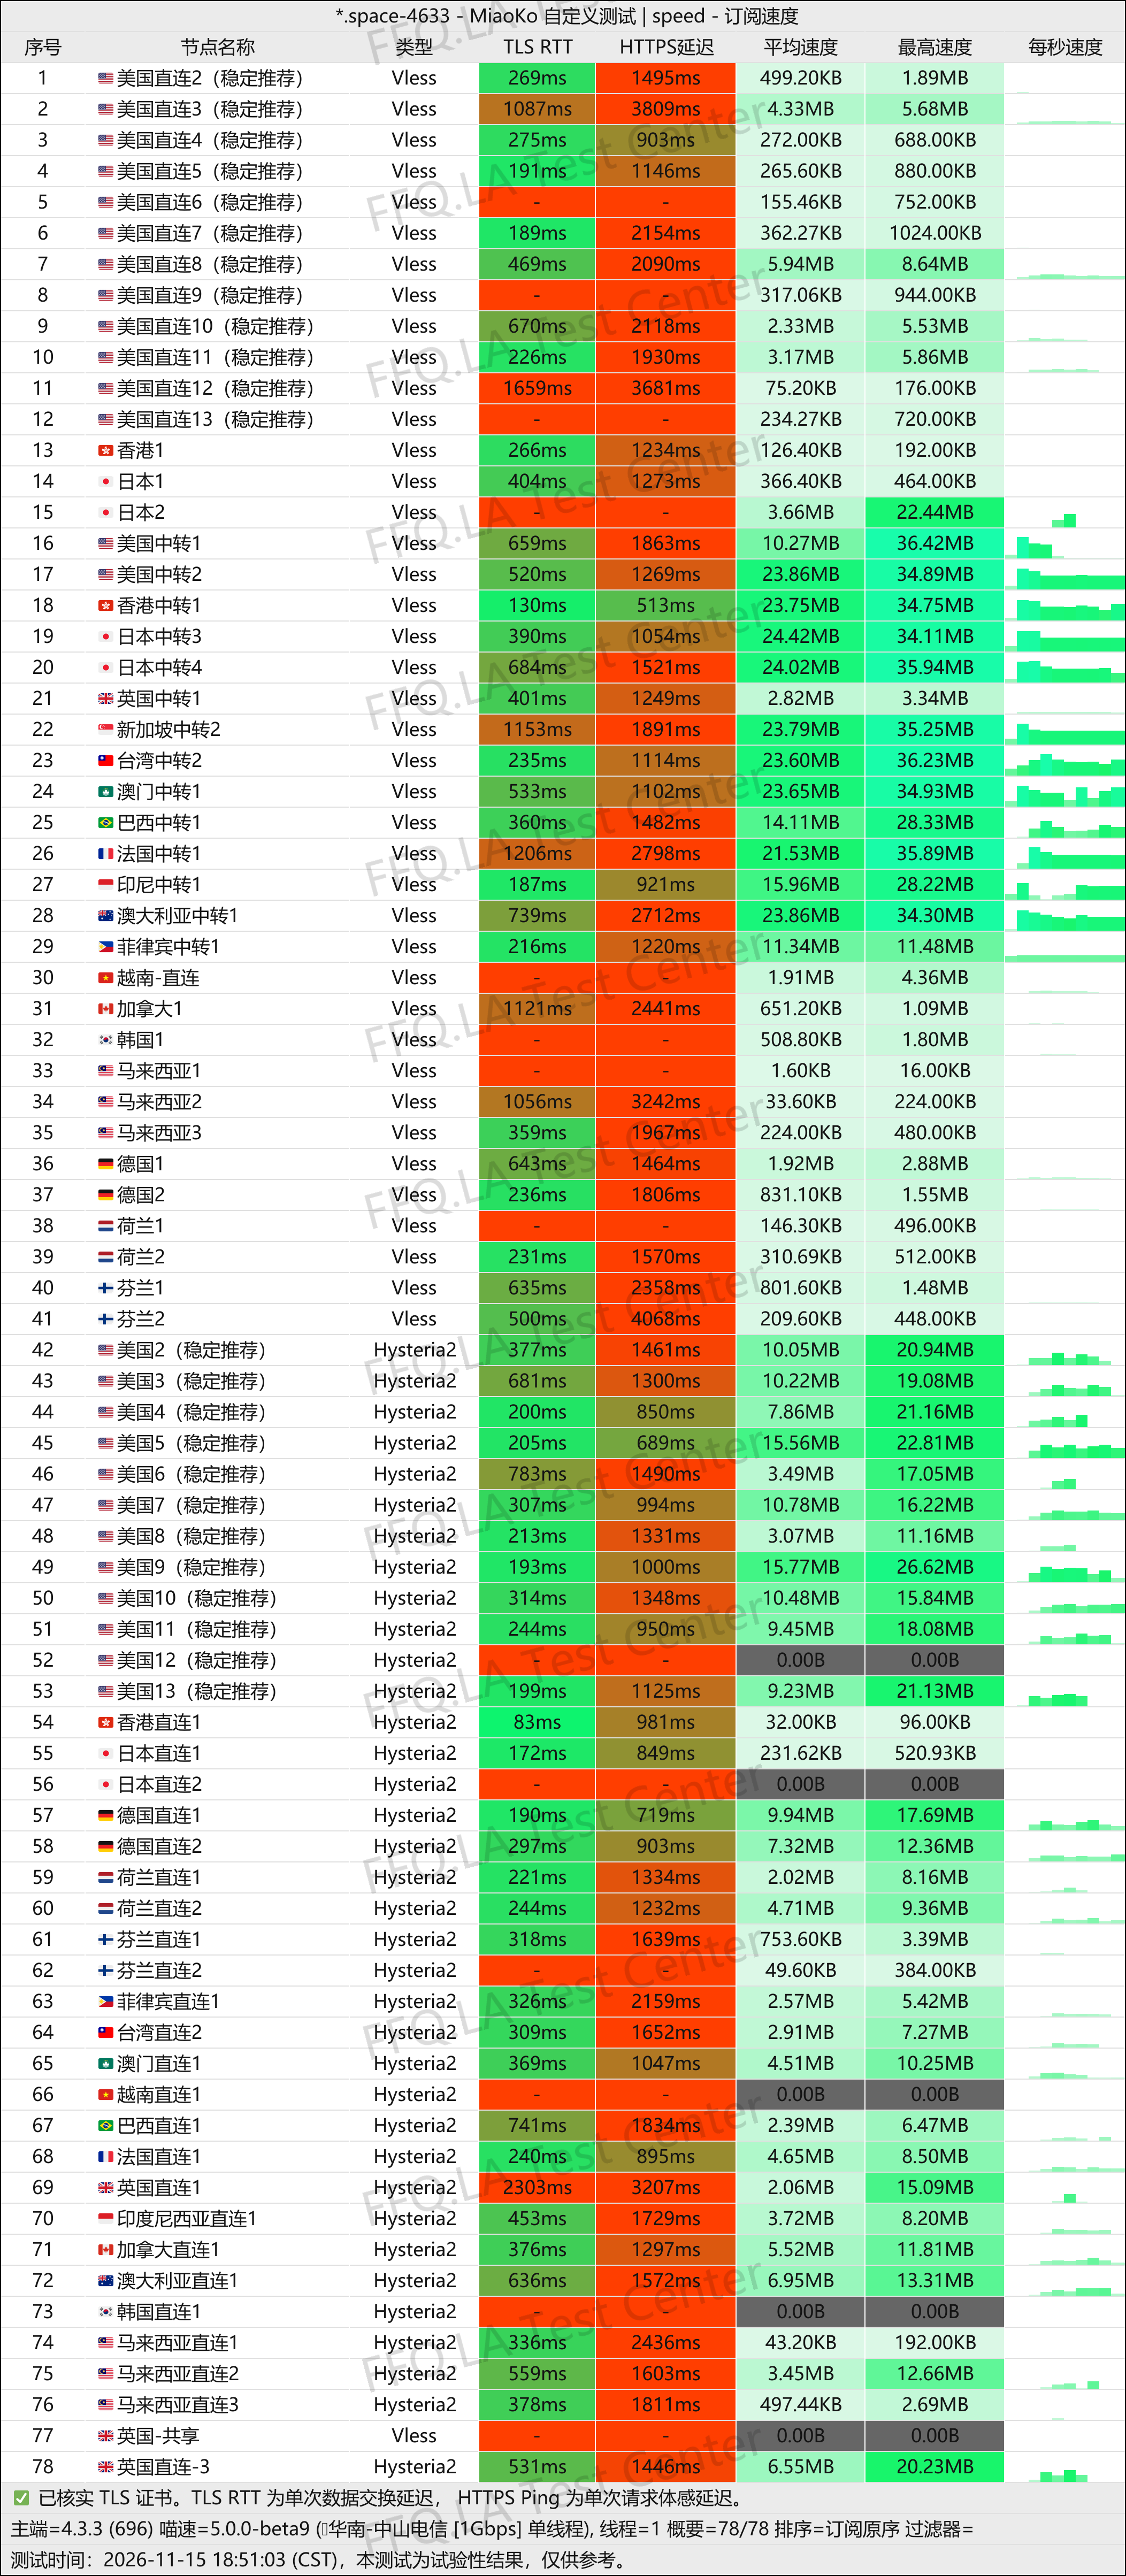 *.space-4633 - MiaoKo 自定义测试 | speed - 订阅速度
序号 节点名称 类型 TLS RTT HTTPS延迟 平均速度 最高速度 每秒速度
1 美国直连2（稳定推荐） Vless 269ms 1495ms 499.20KB 1.89MB
2 美国直连3（稳定推荐） Vless 1087ms 3809ms 4.33MB 5.68MB
3 美国直连4（稳定推荐） Vless 275ms 903ms 272.00KB 688.00KB
4 美国直连5（稳定推荐） Vless 191ms 1146ms 265.60KB 880.00KB
5 美国直连6（稳定推荐） Vless - - 155.46KB 752.00KB
6 美国直连7（稳定推荐） Vless 189ms 2154ms 362.27KB 1024.00KB
7 美国直连8（稳定推荐） Vless 469ms 2090ms 5.94MB 8.64MB
8 美国直连9（稳定推荐） Vless - - 317.06KB 944.00KB
9 美国直连10（稳定推荐） Vless 670ms 2118ms 2.33MB 5.53MB
10 美国直连11（稳定推荐） Vless 226ms 1930ms 3.17MB 5.86MB
11 美国直连12（稳定推荐） Vless 1659ms 3681ms 75.20KB 176.00KB
12 美国直连13（稳定推荐） Vless - - 234.27KB 720.00KB
13 香港1 Vless 266ms 1234ms 126.40KB 192.00KB
14 日本1 Vless 404ms 1273ms 366.40KB 464.00KB
15 日本2 Vless - - 3.66MB 22.44MB
16 美国中转1 Vless 659ms 1863ms 10.27MB 36.42MB
17 美国中转2 Vless 520ms 1269ms 23.86MB 34.89MB
18 香港中转1 Vless 130ms 513ms 23.75MB 34.75MB
19 日本中转3 Vless 390ms 1054ms 24.42MB 34.11MB
20 日本中转4 Vless 684ms 1521ms 24.02MB 35.94MB
21 英国中转1 Vless 401ms 1249ms 2.82MB 3.34MB
22 新加坡中转2 Vless 1153ms 1891ms 23.79MB 35.25MB
23 台湾中转2 Vless 235ms 1114ms 23.60MB 36.23MB
24 澳门中转1 Vless 533ms 1102ms 23.65MB 34.93MB
25 巴西中转1 Vless 360ms 1482ms 14.11MB 28.33MB
26 法国中转1 Vless 1206ms 2798ms 21.53MB 35.89MB
27 印尼中转1 Vless 187ms 921ms 15.96MB 28.22MB
28 澳大利亚中转1 Vless 739ms 2712ms 23.86MB 34.30MB
29 菲律宾中转1 Vless 216ms 1220ms 11.34MB 11.48MB
30 越南-直连 Vless - - 1.91MB 4.36MB
31 加拿大1 Vless 1121ms 2441ms 651.20KB 1.09MB
32 韩国1 Vless - - 508.80KB 1.80MB
33 马来西亚1 Vless - - 1.60KB 16.00KB
34 马来西亚2 Vless 1056ms 3242ms 33.60KB 224.00KB
35 马来西亚3 Vless 359ms 1967ms 224.00KB 480.00KB
36 德国1 Vless 643ms 1464ms 1.92MB 2.88MB
37 德国2 Vless 236ms 1806ms 831.10KB 1.55MB
38 荷兰1 Vless - - 146.30KB 496.00KB
39 荷兰2 Vless 231ms 1570ms 310.69KB 512.00KB
40 芬兰1 Vless 635ms 2358ms 801.60KB 1.48MB
41 芬兰2 Vless 500ms 4068ms 209.60KB 448.00KB
42 美国2（稳定推荐） Hysteria2 377ms 1461ms 10.05MB 20.94MB
43 美国3（稳定推荐） Hysteria2 681ms 1300ms 10.22MB 19.08MB
44 美国4（稳定推荐） Hysteria2 200ms 850ms 7.86MB 21.16MB
45 美国5（稳定推荐） Hysteria2 205ms 689ms 15.56MB 22.81MB
46 美国6（稳定推荐） Hysteria2 783ms 1490ms 3.49MB 17.05MB
47 美国7（稳定推荐） Hysteria2 307ms 994ms 10.78MB 16.22MB
48 美国8（稳定推荐） Hysteria2 213ms 1331ms 3.07MB 11.16MB
49 美国9（稳定推荐） Hysteria2 193ms 1000ms 15.77MB 26.62MB
50 美国10（稳定推荐） Hysteria2 314ms 1348ms 10.48MB 15.84MB
51 美国11（稳定推荐） Hysteria2 244ms 950ms 9.45MB 18.08MB
52 美国12（稳定推荐） Hysteria2 - - 0.00B 0.00B
53 美国13（稳定推荐） Hysteria2 199ms 1125ms 9.23MB 21.13MB
54 香港直连1 Hysteria2 83ms 981ms 32.00KB 96.00KB
55 日本直连1 Hysteria2 172ms 849ms 231.62KB 520.93KB
56 日本直连2 Hysteria2 - - 0.00B 0.00B
57 德国直连1 Hysteria2 190ms 719ms 9.94MB 17.69MB
58 德国直连2 Hysteria2 297ms 903ms 7.32MB 12.36MB
59 荷兰直连1 Hysteria2 221ms 1334ms 2.02MB 8.16MB
60 荷兰直连2 Hysteria2 244ms 1232ms 4.71MB 9.36MB
61 芬兰直连1 Hysteria2 318ms 1639ms 753.60KB 3.39MB
62 芬兰直连2 Hysteria2 - - 49.60KB 384.00KB
63 菲律宾直连1 Hysteria2 326ms 2159ms 2.57MB 5.42MB
64 台湾直连2 Hysteria2 309ms 1652ms 2.91MB 7.27MB
65 澳门直连1 Hysteria2 369ms 1047ms 4.51MB 10.25MB
66 越南直连1 Hysteria2 - - 0.00B 0.00B
67 巴西直连1 Hysteria2 741ms 1834ms 2.39MB 6.47MB
68 法国直连1 Hysteria2 240ms 895ms 4.65MB 8.50MB
69 英国直连1 Hysteria2 2303ms 3207ms 2.06MB 15.09MB
70 印度尼西亚直连1 Hysteria2 453ms 1729ms 3.72MB 8.20MB
71 加拿大直连1 Hysteria2 376ms 1297ms 5.52MB 11.81MB
72 澳大利亚直连1 Hysteria2 636ms 1572ms 6.95MB 13.31MB
73 韩国直连1 Hysteria2 - - 0.00B 0.00B
74 马来西亚直连1 Hysteria2 336ms 2436ms 43.20KB 192.00KB
75 马来西亚直连2 Hysteria2 559ms 1603ms 3.45MB 12.66MB
76 马来西亚直连3 Hysteria2 378ms 1811ms 497.44KB 2.69MB
77 英国-共享 Vless - - 0.00B 0.00B
78 英国直连-3 Hysteria2 531ms 1446ms 6.55MB 20.23MB
✅ 已核实 TLS 证书。TLS RTT 为单次数据交换延迟， HTTPS Ping 为单次请求体感延迟。
主端=4.3.3 (696) 喵速=5.0.0-beta9 (华南-中山电信 [1Gbps] 单线程), 线程=1 概要=78/78 排序=订阅原序 过滤器=
测试时间：2026-11-15 18:51:03 (CST)，本测试为试验性结果，仅供参考。
FFQ.LA Test Center